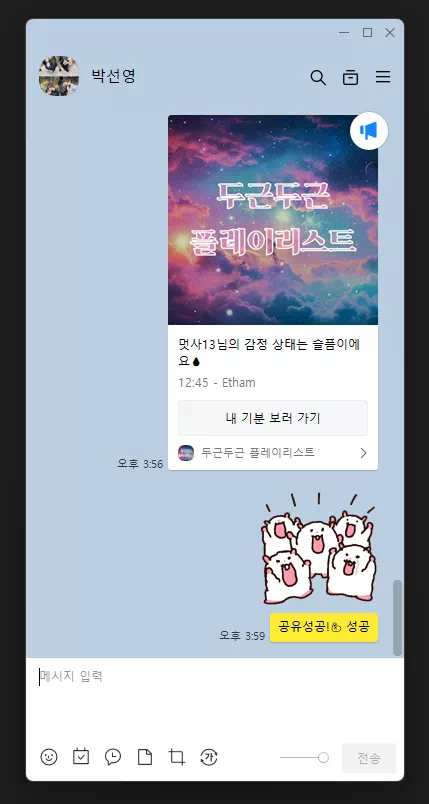 박선영
두근두근
플레이리스트
멋사13님의 감정 상태는 슬픔이에
요💧
12:45 - Etham
내 기분 보러 가기
두근두근 플레이리스트
오후 3:56
공유성공!👌 성공
오후 3:59
메시지 입력
가
전송